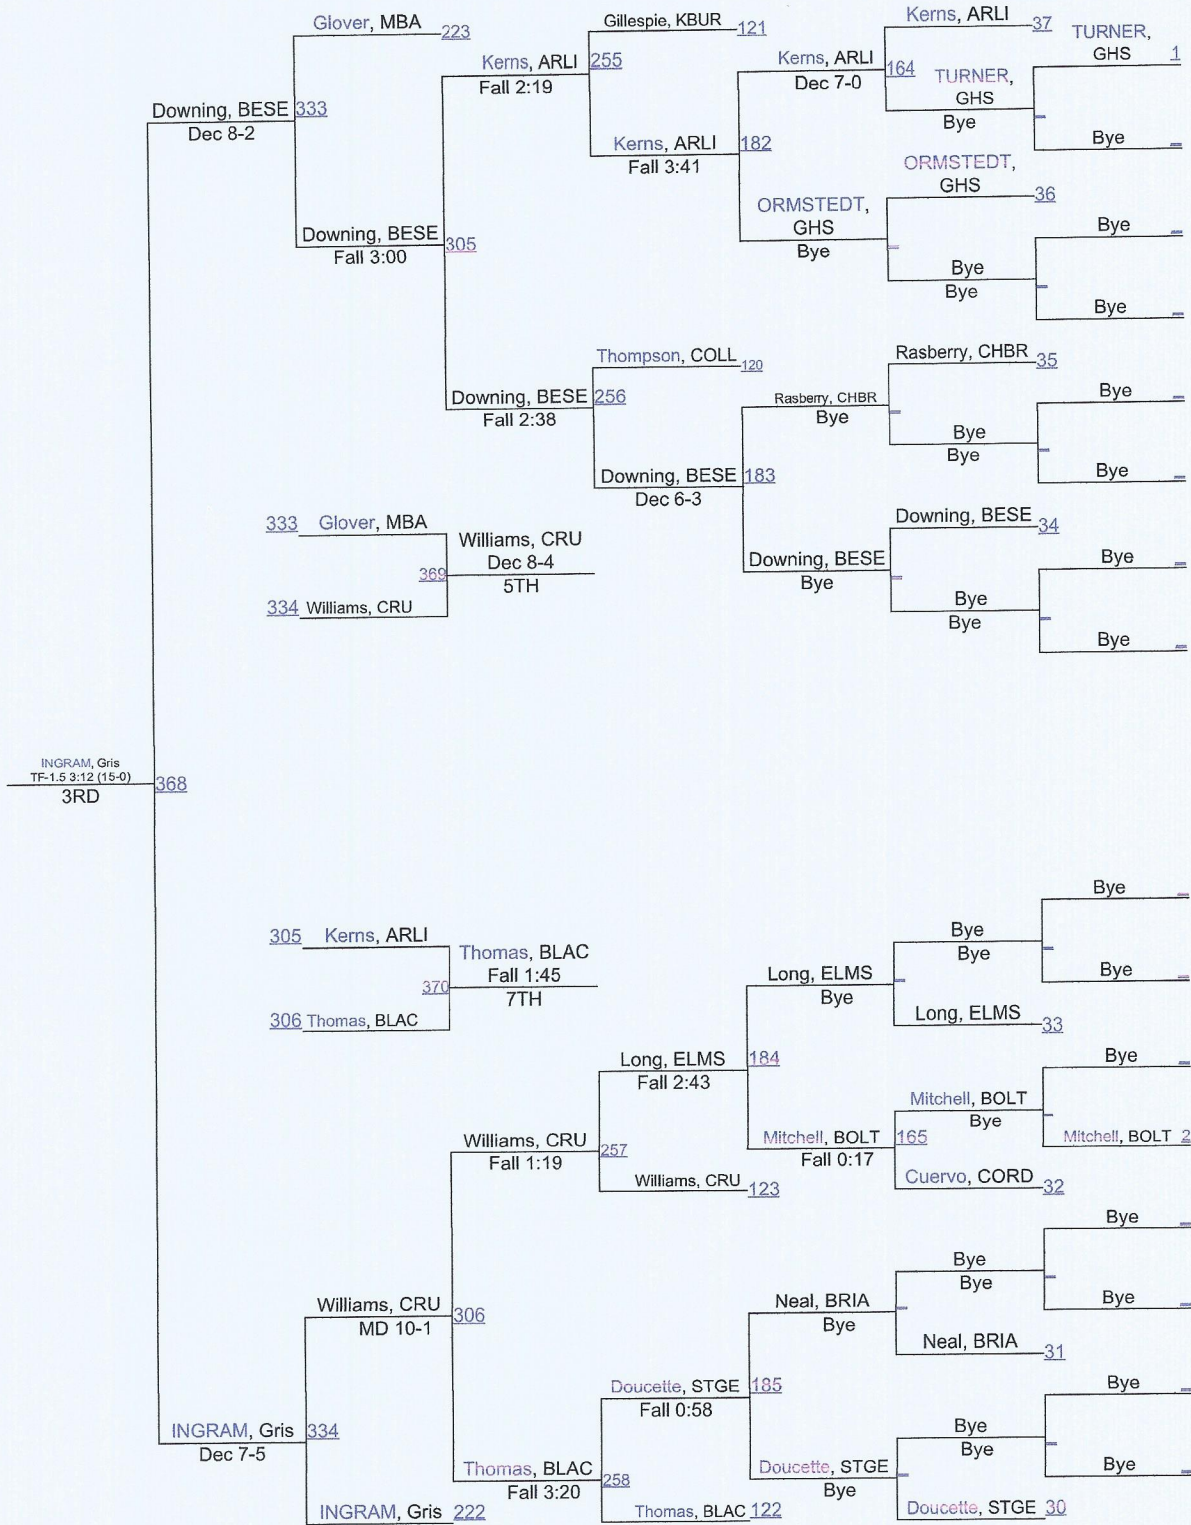 Glover, MBA 223
Gillespie, KBUR 121
Kerns, ARLI 37
TURNER,
GHS 1
Kerns, ARLI 255
Fall 2:19
Kerns, ARLI 164
Dec 7-0
TURNER,
GHS
Bye
Downing, BESE 333
Dec 8-2
Bye
Kerns, ARLI 182
Fall 3:41
ORMSTEDT,
GHS 36
ORMSTEDT,
GHS
Bye
Bye
Downing, BESE 305
Fall 3:00
Bye
Bye
Bye
Thompson, COLL 120
Rasberry, CHBR 35
Downing, BESE 256
Fall 2:38
Rasberry, CHBR
Bye
Bye
Bye
Bye
Downing, BESE 183
Dec 6-3
Bye
333 Glover, MBA
Williams, CRU
Dec 8-4
369
5TH
334 Williams, CRU
Downing, BESE 34
Downing, BESE
Bye
Bye
Bye
Bye
Bye
INGRAM, Gris
TF-1.5 3:12 (15-0)
368
3RD
Bye
305 Kerns, ARLI
Thomas, BLAC
Fall 1:45
370
7TH
306 Thomas, BLAC
Bye
Bye
Long, ELMS
Bye
Bye
Long, ELMS 33
Long, ELMS 184
Fall 2:43
Bye
Mitchell, BOLT
Bye
Williams, CRU 257
Fall 1:19
Mitchell, BOLT 165
Fall 0:17
Mitchell, BOLT 2
Williams, CRU 123
Cuervo, CORD 32
Bye
Bye
Bye
Williams, CRU 306
MD 10-1
Neal, BRIA
Bye
Bye
Neal, BRIA 31
Doucette, STGE 185
Fall 0:58
Bye
INGRAM, Gris 334
Dec 7-5
Bye
Bye
Thomas, BLAC 258
Fall 3:20
Doucette, STGE
Bye
Bye
INGRAM, Gris 222
Thomas, BLAC 122
Doucette, STGE 30